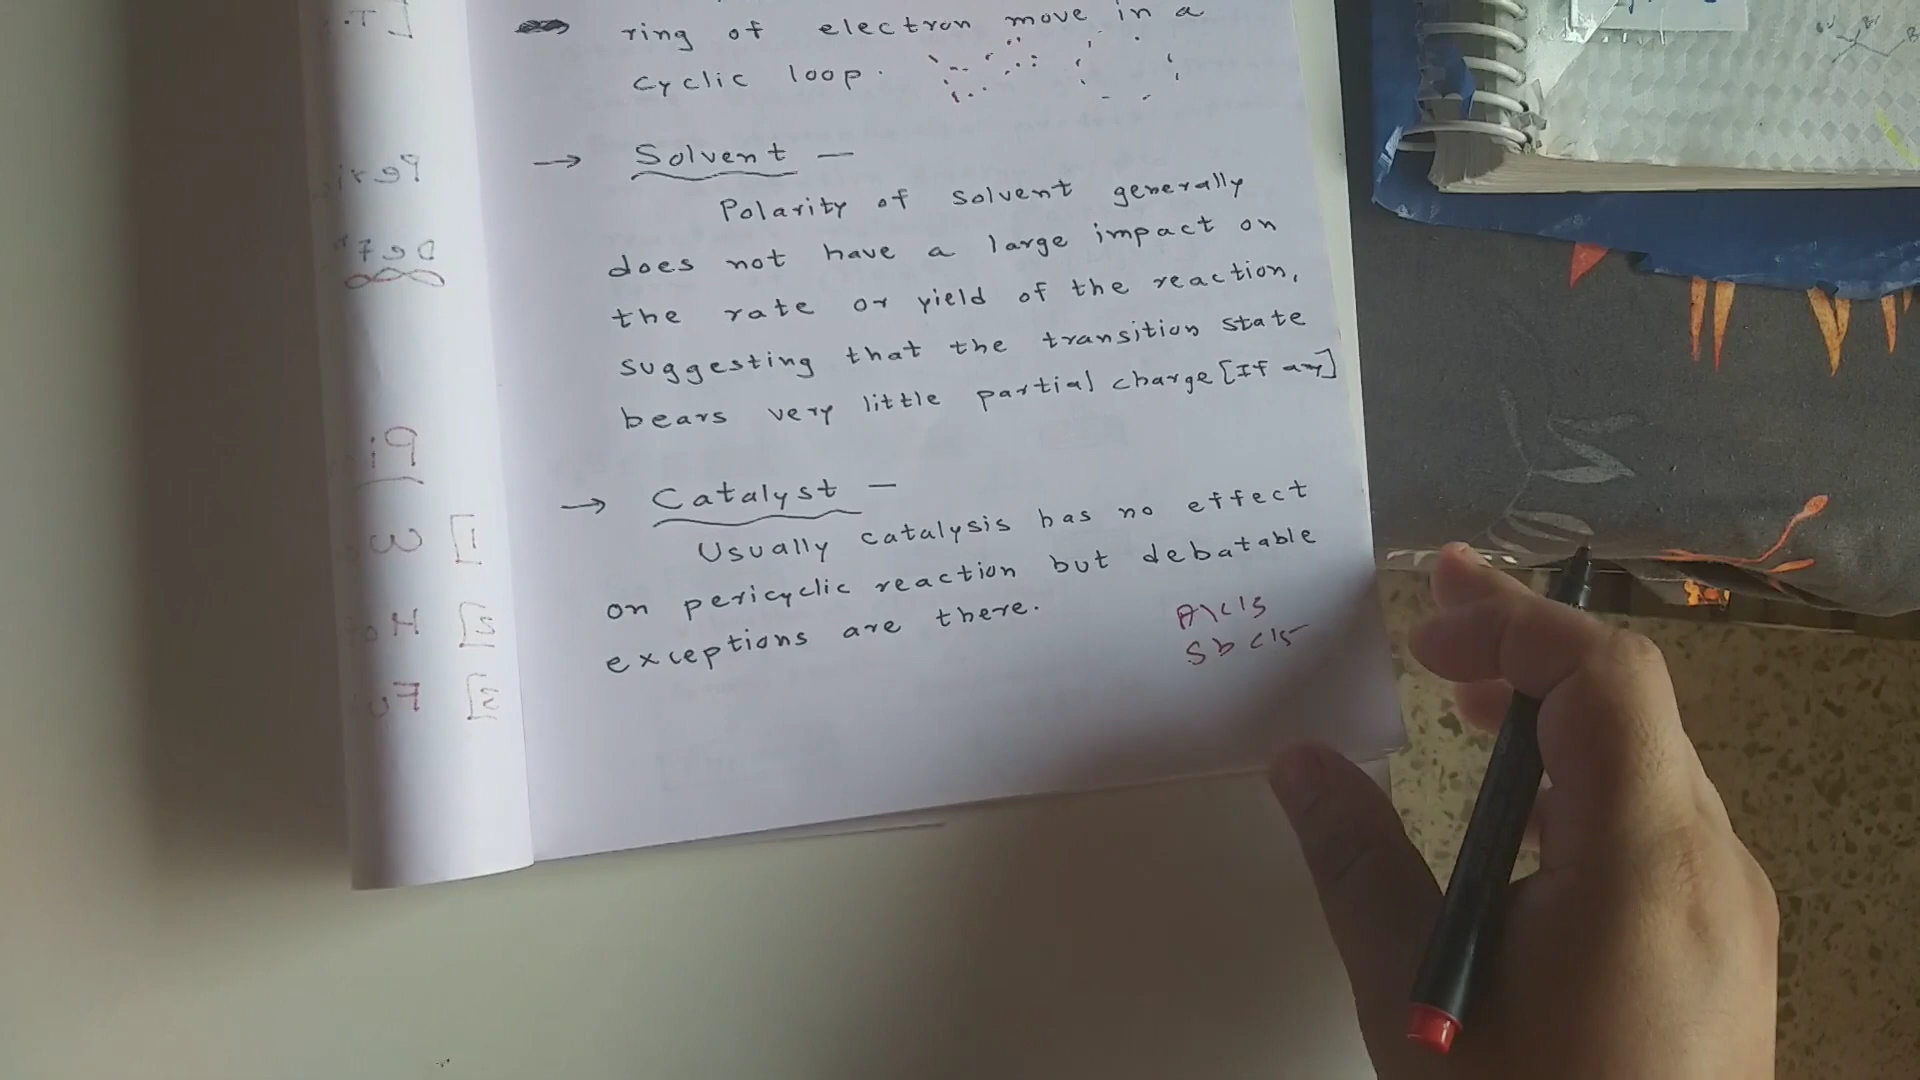 ring of electron move in a
cyclic loop.
→ Solvent —
Polarity of solvent generally
does not have a large impact on
the rate or yield of the reaction,
suggesting that the transition state
bears very little partial charge [If any]
→ Catalyst —
Usually catalysis has no effect
on pericyclic reaction but debatable
exceptions are there.
Alcl3
Sbcl5